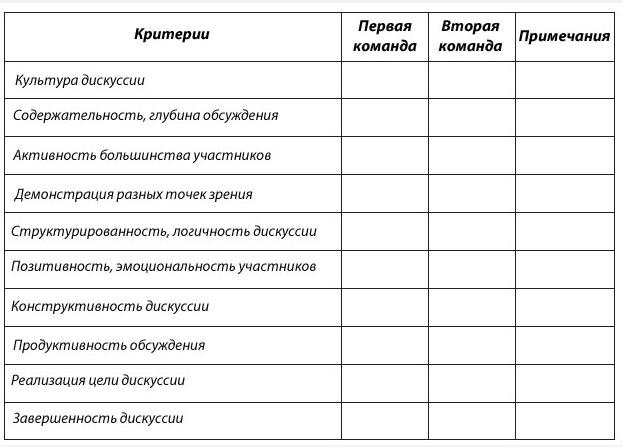 Критерии
Первая
команда
Вторая
команда
Примечания
Культура дискуссии
Содержательность, глубина обсуждения
Активность большинства участников
Демонстрация разных точек зрения
Структурированность, логичность дискуссии
Позитивность, эмоциональность участников
Конструктивность дискуссии
Продуктивность обсуждения
Реализация цели дискуссии
Завершенность дискуссии